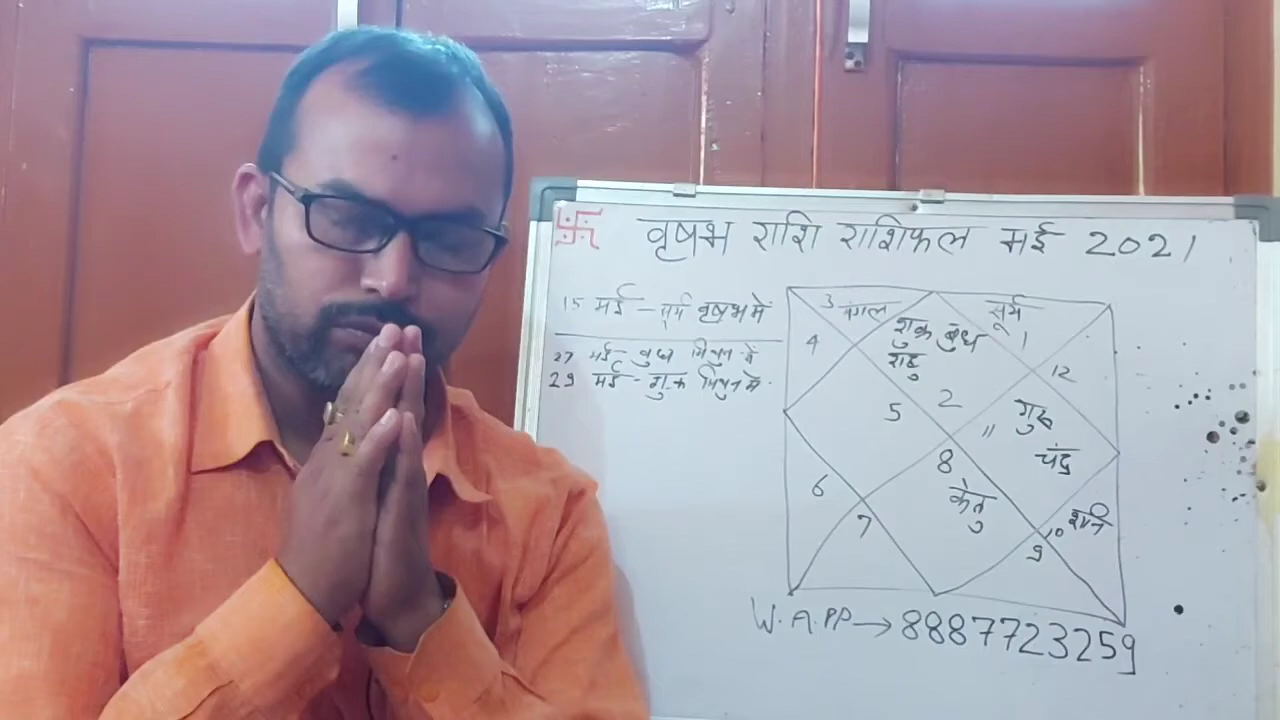 वृषभ राशि राशिफल मई 2021
15 मई - सूर्य वृषभ में
27 मई - बुध मिथुन में
29 मई - शुक्र मिथुन में
3 मंगल
4
शुक्र बुध
राहु
2
सूर्य
1
12
5
11 गुरु
चंद्र
8
केतु
6
7
10 शनि
9
W.A.PP → 8887723259